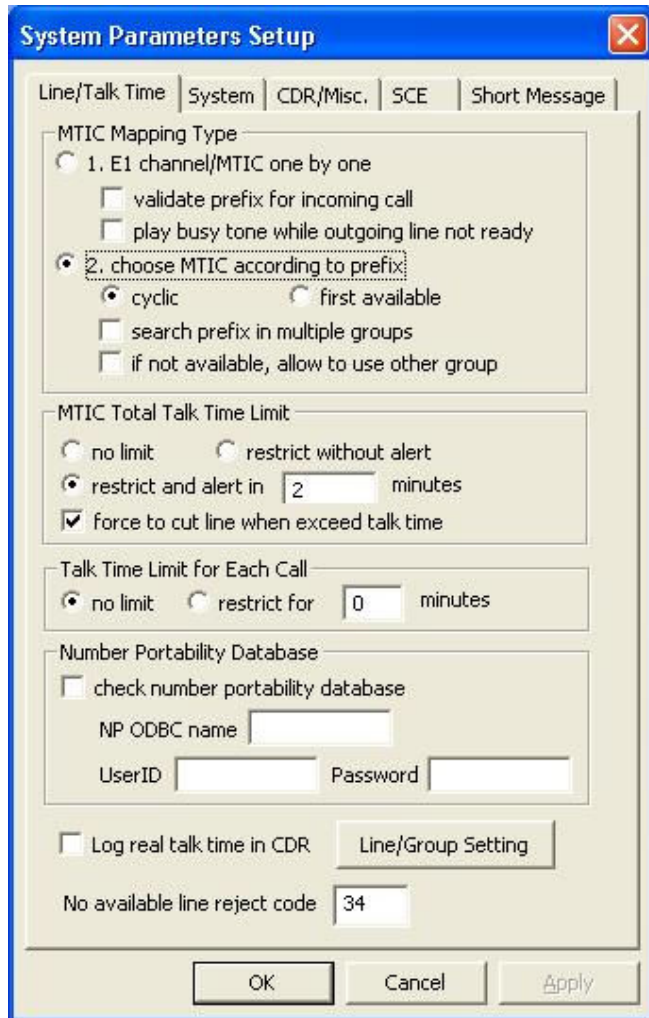 System Parameters Setup
Line/Talk Time System CDR/Misc. SCE Short Message
MTIC Mapping Type
1. E1 channel/MTIC one by one
validate prefix for incoming call
play busy tone while outgoing line not ready
2. choose MTIC according to prefix
cyclic first available
search prefix in multiple groups
if not available, allow to use other group
MTIC Total Talk Time Limit
no limit restrict without alert
restrict and alert in 2 minutes
force to cut line when exceed talk time
Talk Time Limit for Each Call
no limit restrict for 0 minutes
Number Portability Database
check number portability database
NP ODBC name
UserID Password
Log real talk time in CDR Line/Group Setting
No available line reject code 34
OK Cancel Apply